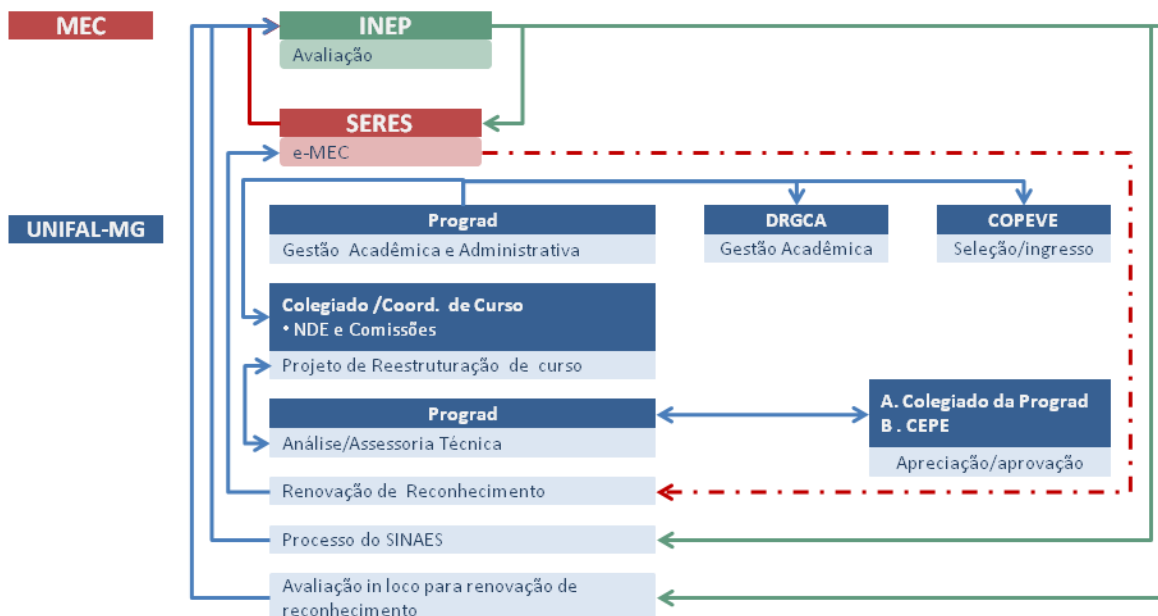 MEC
INEP
Avaliação
SERES
e-MEC
UNIFAL-MG
Prograd
Gestão Acadêmica e Administrativa
DRGCA
Gestão Acadêmica
COPEVE
Seleção/ingresso
Colegiado /Coord. de Curso
• NDE e Comissões
Projeto de Reestruturação de curso
Prograd
Análise/Assessoria Técnica
A. Colegiado da Prograd
B . CEPE
Apreciação/aprovação
Renovação de Reconhecimento
Processo do SINAES
Avaliação in loco para renovação de
reconhecimento